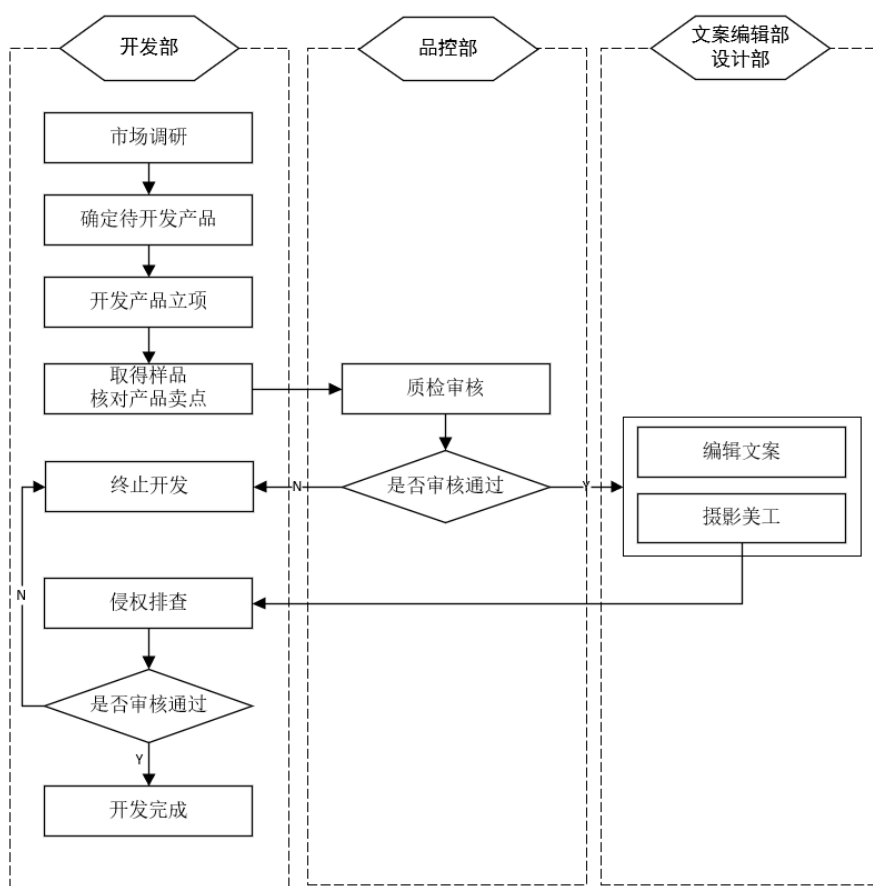 开发部
品控部
文案编辑部
设计部
市场调研
确定待开发产品
开发产品立项
取得样品
核对产品卖点
质检审核
编辑文案
终止开发
N
是否审核通过
Y
摄影美工
N
侵权排查
是否审核通过
Y
开发完成